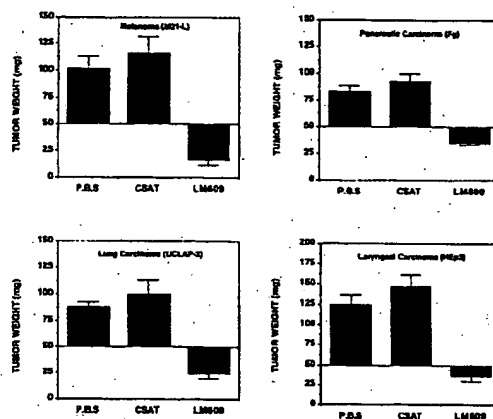 Melanoma (M21-L)
TUMOR WEIGHT (mg)
150
125
100
75
50
25
0
P.B.S CSAT LM609
Pancreatic Carcinoma (Fg)
TUMOR WEIGHT (mg)
150
125
100
75
50
25
0
P.B.S CSAT LM609
Lung Carcinoma (UCLAP-3)
TUMOR WEIGHT (mg)
150
125
100
75
50
25
0
P.B.S CSAT LM609
Laryngeal Carcinoma (HEp3)
TUMOR WEIGHT (mg)
175
150
125
100
75
50
25
0
P.B.S CSAT LM609